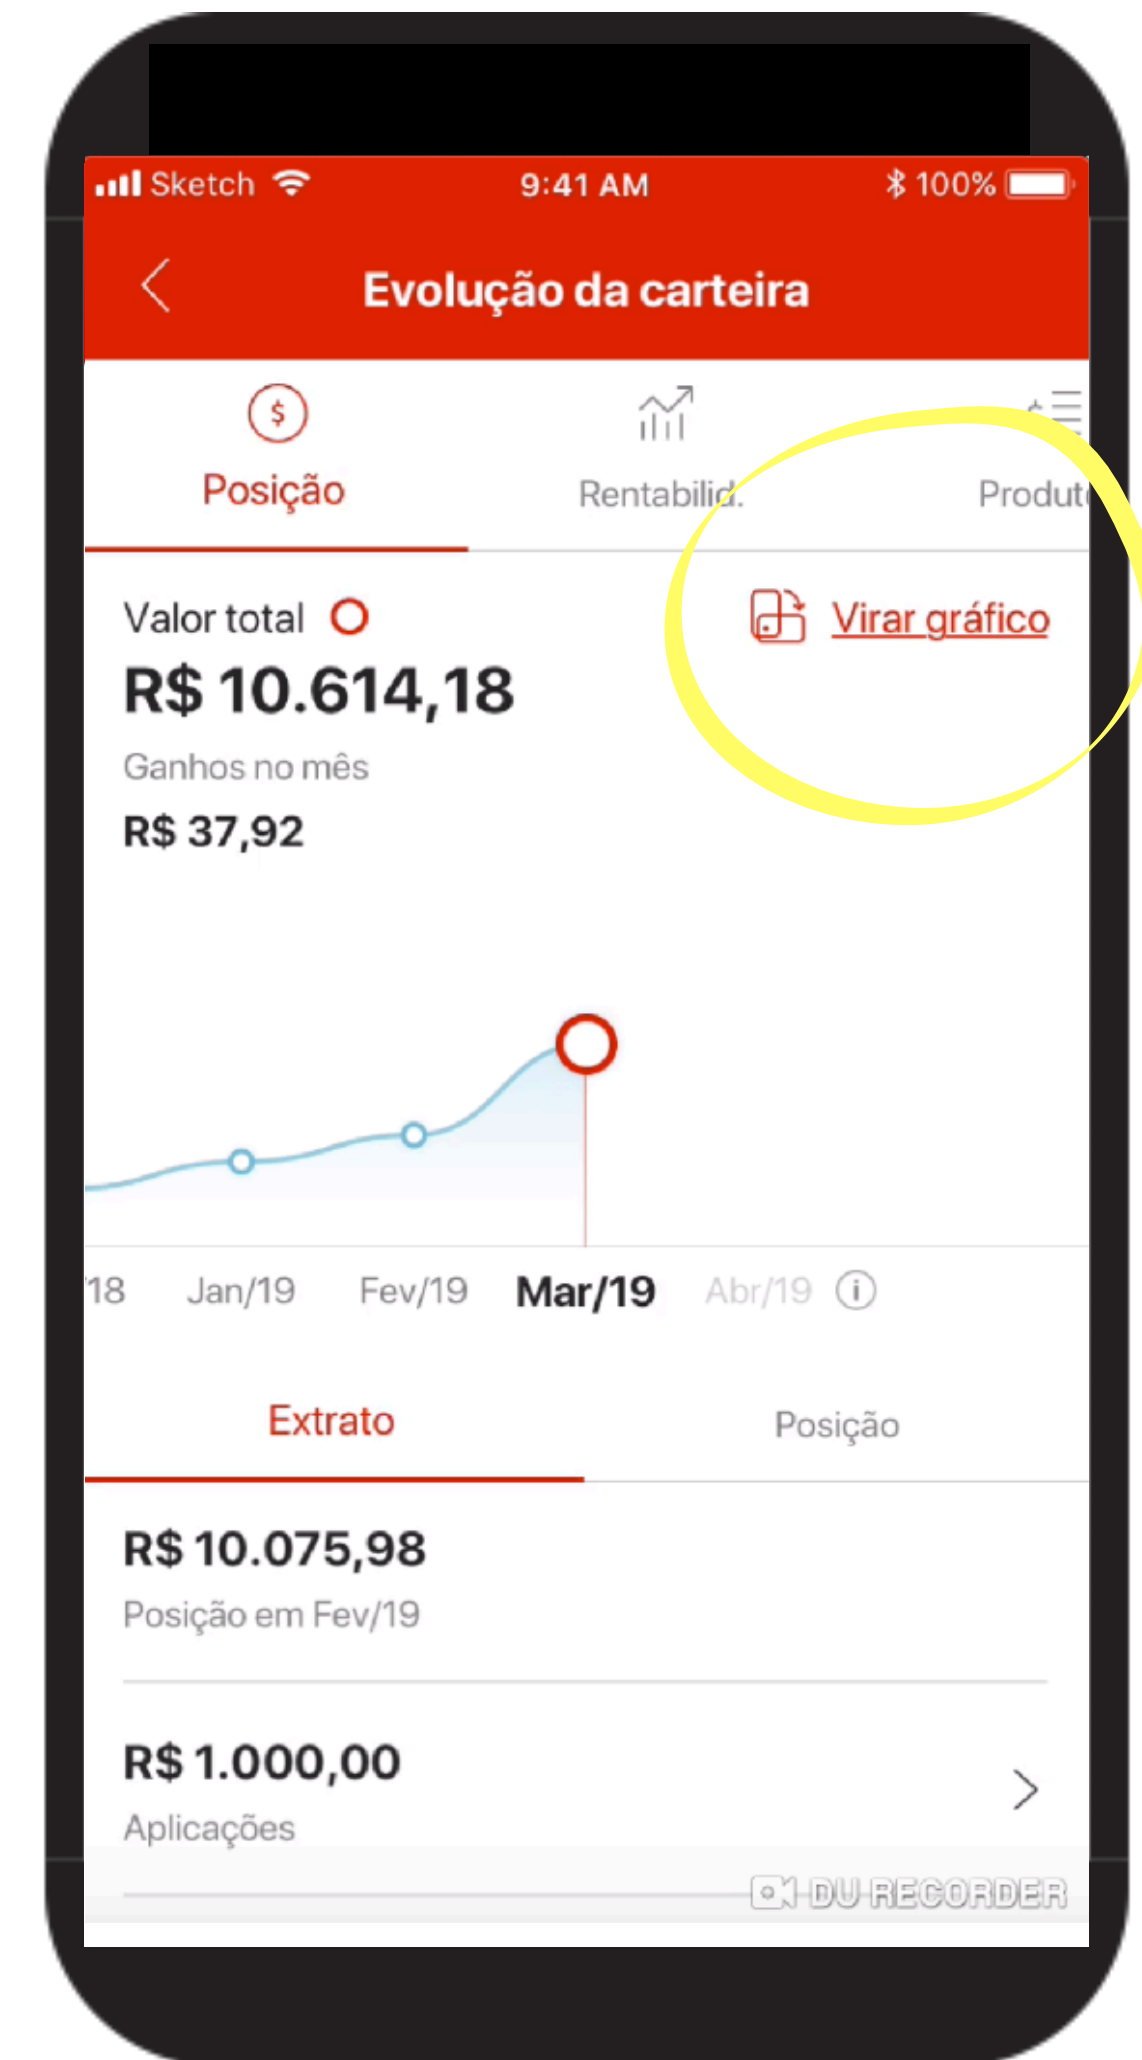 Sketch 9:41 AM 100%
Evolução da carteira
$ $
Posição Rentabilid. Produt
Valor total Virar gráfico
R$ 10.614,18
Ganhos no mês
R$ 37,92
'18 Jan/19 Fev/19 Mar/19 Abr/19 i
Extrato Posição
R$ 10.075,98
Posição em Fev/19
R$ 1.000,00
Aplicações
DU RECORDER